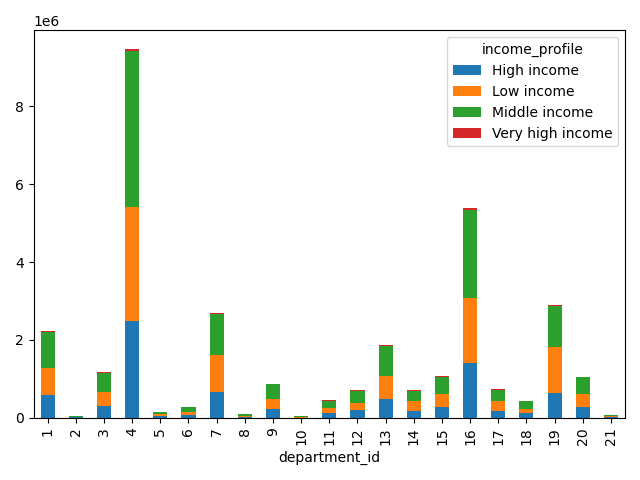 1e6
income_profile
High income
Low income
Middle income
Very high income
8
6
4
2
0
1 2 3 4 5 6 7 8 9 10 11 12 13 14 15 16 17 18 19 20 21
department_id